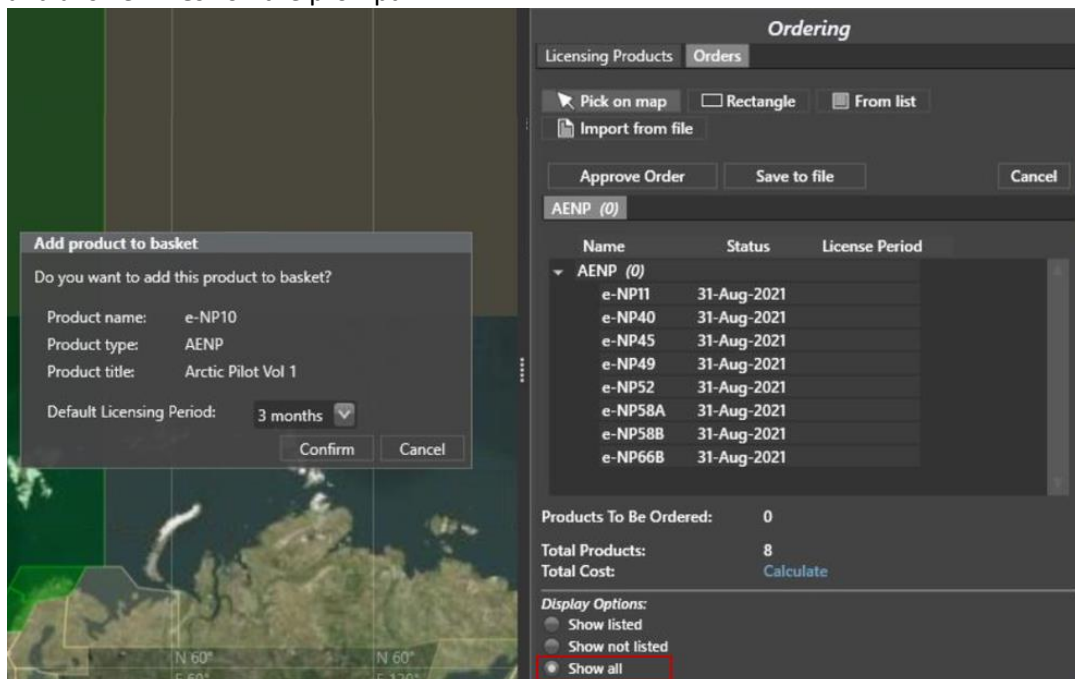 Ordering
Licensing Products Orders
Pick on map Rectangle From list
Import from file
Approve Order Save to file Cancel
AENP (0)
Name Status License Period
AENP (0)
e-NP11 31-Aug-2021
e-NP40 31-Aug-2021
e-NP45 31-Aug-2021
e-NP49 31-Aug-2021
e-NP52 31-Aug-2021
e-NP58A 31-Aug-2021
e-NP58B 31-Aug-2021
e-NP66B 31-Aug-2021
Products To Be Ordered: 0
Total Products: 8
Total Cost: Calculate
Display Options:
Show listed
Show not listed
Show all
Add product to basket
Do you want to add this product to basket?
Product name: e-NP10
Product type: AENP
Product title: Arctic Pilot Vol 1
Default Licensing Period: 3 months
Confirm Cancel
N 60° N 60°